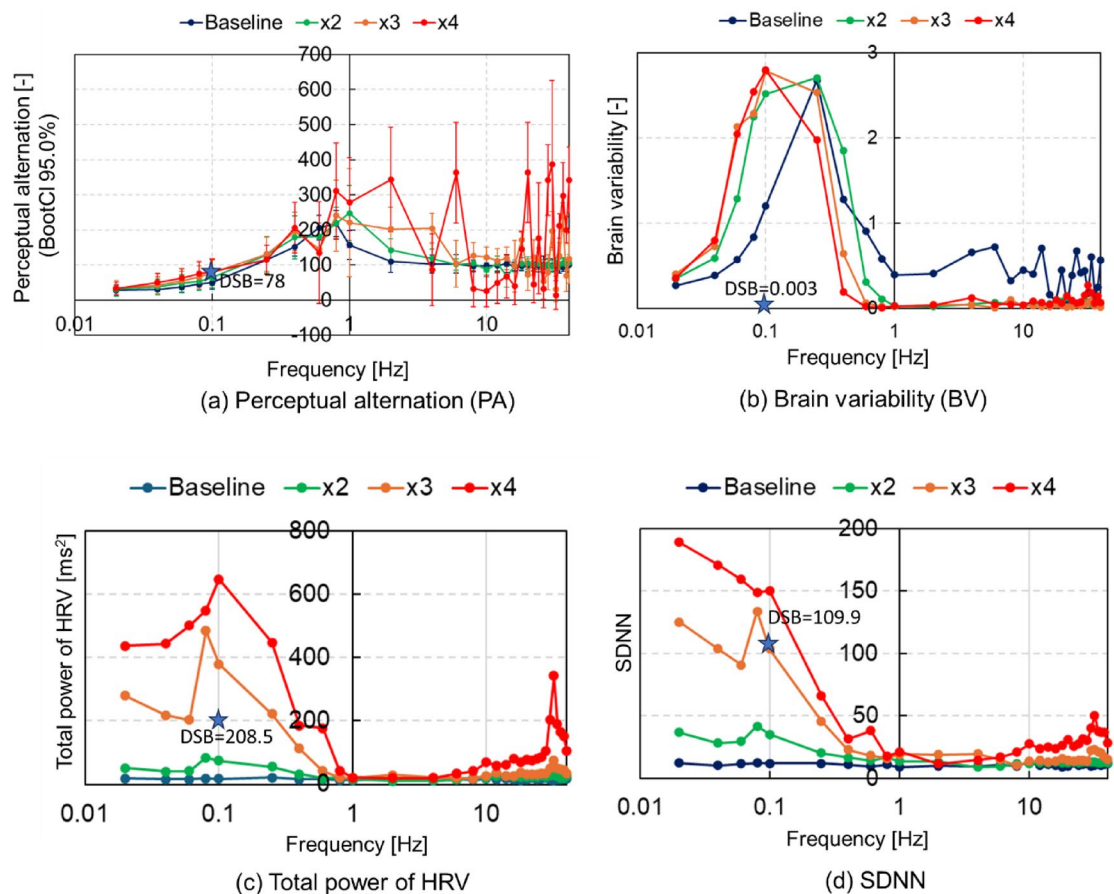 Baseline x2 x3 x4
Perceptual alternation [-]
(BootCI 95.0%)
700
600
500
400
300
200
100
-
-100
0.01 0.1 1 10
DSB=78
Frequency [Hz]
(a) Perceptual alternation (PA)
Baseline x2 x3 x4
Brain variability [-]
3
2
1
0
0.01 0.1 1 10
DSB=0.003
Frequency [Hz]
(b) Brain variability (BV)
Baseline x2 x3 x4
Total power of HRV [ms²]
800
600
400
200
0
0.01 0.1 1 10
DSB=208.5
Frequency [Hz]
(c) Total power of HRV
Baseline x2 x3 x4
SDNN
200
150
100
50
0
0.01 0.1 1 10
DSB=109.9
Frequency [Hz]
(d) SDNN